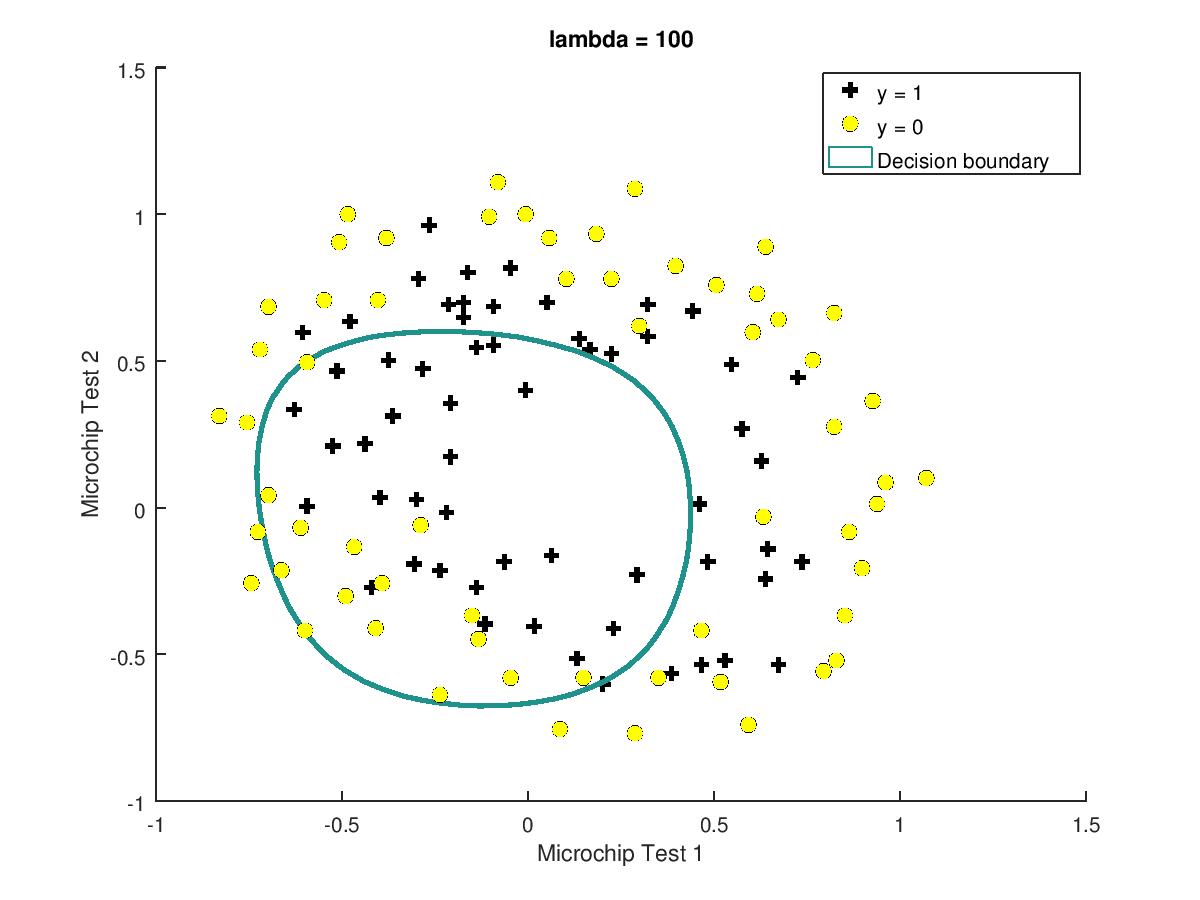 lambda = 100
y = 1
y = 0
Decision boundary
1.5
1
0.5
0
-0.5
-1
Microchip Test 2
-1
-0.5
0
0.5
1
1.5
Microchip Test 1